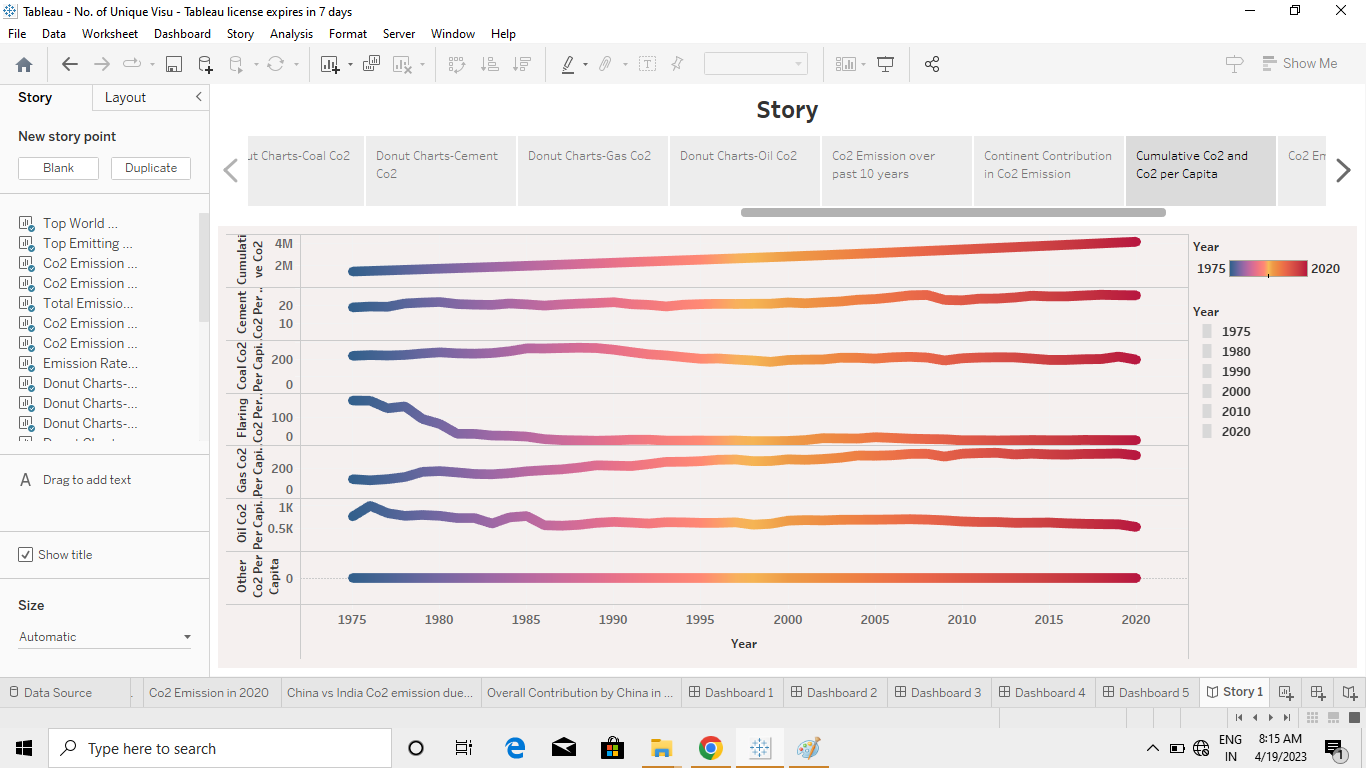 Tableau - No. of Unique Visu - Tableau license expires in 7 days
File Data Worksheet Dashboard Story Analysis Format Server Window Help
Show Me
Story Layout
New story point
Blank Duplicate
Top World ...
Top Emitting ...
Co2 Emission ...
Co2 Emission ...
Total Emissio...
Co2 Emission ...
Co2 Emission ...
Emission Rate...
Donut Charts-...
Donut Charts-...
Donut Charts-...
A Drag to add text
Show title
Size
Automatic
Story
ut Charts-Coal Co2
Donut Charts-Cement
Co2
Donut Charts-Gas Co2
Donut Charts-Oil Co2
Co2 Emission over
past 10 years
Continent Contribution
in Co2 Emission
Cumulative Co2 and
Co2 per Capita
Co2 Em
Cumulati
ve Co2
4M
2M
Cement
Co2 Per ..
20
10
Coal Co2
Per Capi..
200
0
Flaring
Co2 Per..
100
0
Gas Co2
Per Capi..
200
0
Oil Co2
Per Capi..
1K
0.5K
Other
Co2 Per
Capita
0
1975 1980 1985 1990 1995 2000 2005 2010 2015 2020
Year
Year
1975 2020
Year
1975
1980
1990
2000
2010
2020
Data Source Co2 Emission in 2020 China vs India Co2 emission due... Overall Contribution by China in ... Dashboard 1 Dashboard 2 Dashboard 3 Dashboard 4 Dashboard 5 Story 1
Type here to search
ENG
IN
8:15 AM
4/19/2023
1